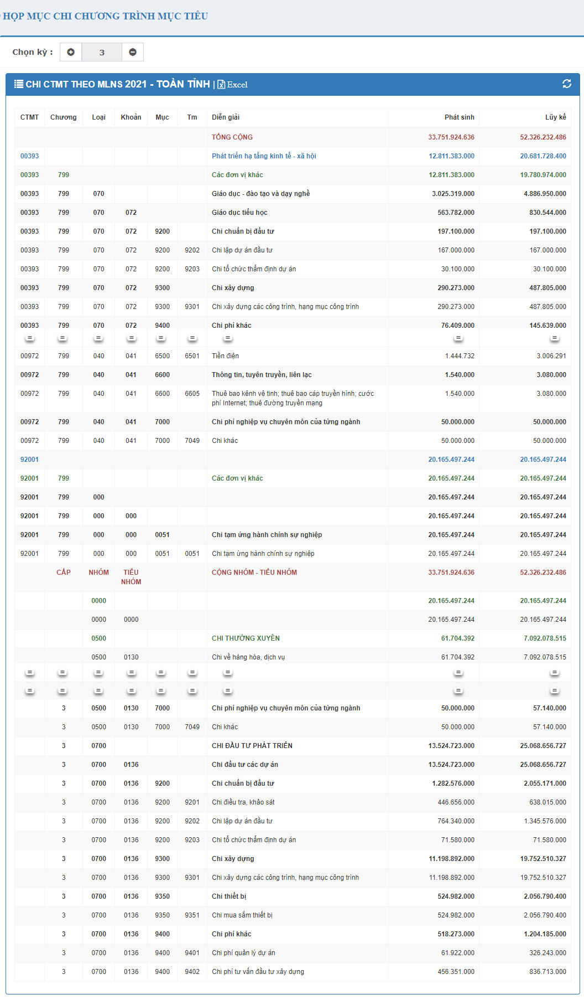 HỢP MỤC CHI CHƯƠNG TRÌNH MỤC TIÊU
Chọn kỳ : 3
CHI CTMT THEO MLNS 2021 - TOÀN TỈNH | Excel
CTMT Chương Loại Khoản Mục Tm Diễn giải Phát sinh Lũy kế
TỔNG CỘNG 33.751.924.636 52.326.232.486
00393 Phát triển hạ tầng kinh tế - xã hội 12.811.383.000 20.681.728.400
00393 799 Các đơn vị khác 12.811.383.000 19.780.974.000
00393 799 070 Giáo dục - đào tạo và dạy nghề 3.025.319.000 4.886.950.000
00393 799 070 072 Giáo dục tiểu học 563.782.000 830.544.000
00393 799 070 072 9200 Chi chuẩn bị đầu tư 197.100.000 197.100.000
00393 799 070 072 9200 9202 Chi lập dự án đầu tư 167.000.000 167.000.000
00393 799 070 072 9200 9203 Chi tổ chức thẩm định dự án 30.100.000 30.100.000
00393 799 070 072 9300 Chi xây dựng 290.273.000 487.805.000
00393 799 070 072 9300 9301 Chi xây dựng các công trình, hạng mục công trình 290.273.000 487.805.000
00393 799 070 072 9400 Chi phí khác 76.409.000 145.639.000
= = = = = = = = =
00972 799 040 041 6500 6501 Tiền điện 1.444.732 3.006.291
00972 799 040 041 6600 Thông tin, tuyên truyền, liên lạc 1.540.000 3.080.000
00972 799 040 041 6600 6605 Thuê bao kênh vệ tinh; thuê bao cáp truyền hình; cước 1.540.000 3.080.000
phí Internet; thuê đường truyền mạng
00972 799 040 041 7000 Chi phí nghiệp vụ chuyên môn của từng ngành 50.000.000 50.000.000
00972 799 040 041 7000 7049 Chi khác 50.000.000 50.000.000
92001 20.165.497.244 20.165.497.244
92001 799 Các đơn vị khác 20.165.497.244 20.165.497.244
92001 799 000 20.165.497.244 20.165.497.244
92001 799 000 000 20.165.497.244 20.165.497.244
92001 799 000 000 0051 Chi tạm ứng hành chính sự nghiệp 20.165.497.244 20.165.497.244
92001 799 000 000 0051 0051 Chi tạm ứng hành chính sự nghiệp 20.165.497.244 20.165.497.244
CẤP NHÓM TIỂU CỘNG NHÓM - TIỂU NHÓM 33.751.924.636 52.326.232.486
NHÓM
0000 20.165.497.244 20.165.497.244
0000 0000 20.165.497.244 20.165.497.244
0500 CHI THƯỜNG XUYÊN 61.704.392 7.092.078.515
0500 0130 Chi về hàng hóa, dịch vụ 61.704.392 7.092.078.515
= = = = = = = = =
= = = = = = = = =
3 0500 0130 7000 Chi phí nghiệp vụ chuyên môn của từng ngành 50.000.000 57.140.000
3 0500 0130 7000 7049 Chi khác 50.000.000 57.140.000
3 0700 CHI ĐẦU TƯ PHÁT TRIỂN 13.524.723.000 25.068.656.727
3 0700 0136 Chi đầu tư các dự án 13.524.723.000 25.068.656.727
3 0700 0136 9200 Chi chuẩn bị đầu tư 1.282.576.000 2.055.171.000
3 0700 0136 9200 9201 Chi điều tra, khảo sát 446.656.000 638.015.000
3 0700 0136 9200 9202 Chi lập dự án đầu tư 764.340.000 1.345.576.000
3 0700 0136 9200 9203 Chi tổ chức thẩm định dự án 71.580.000 71.580.000
3 0700 0136 9300 Chi xây dựng 11.198.892.000 19.752.510.327
3 0700 0136 9300 9301 Chi xây dựng các công trình, hạng mục công trình 11.198.892.000 19.752.510.327
3 0700 0136 9350 Chi thiết bị 524.982.000 2.056.790.400
3 0700 0136 9350 9351 Chi mua sắm thiết bị 524.982.000 2.056.790.400
3 0700 0136 9400 Chi phí khác 518.273.000 1.204.185.000
3 0700 0136 9400 9401 Chi phí quản lý dự án 61.922.000 326.243.000
3 0700 0136 9400 9402 Chi phí tư vấn đầu tư xây dựng 456.351.000 836.713.000